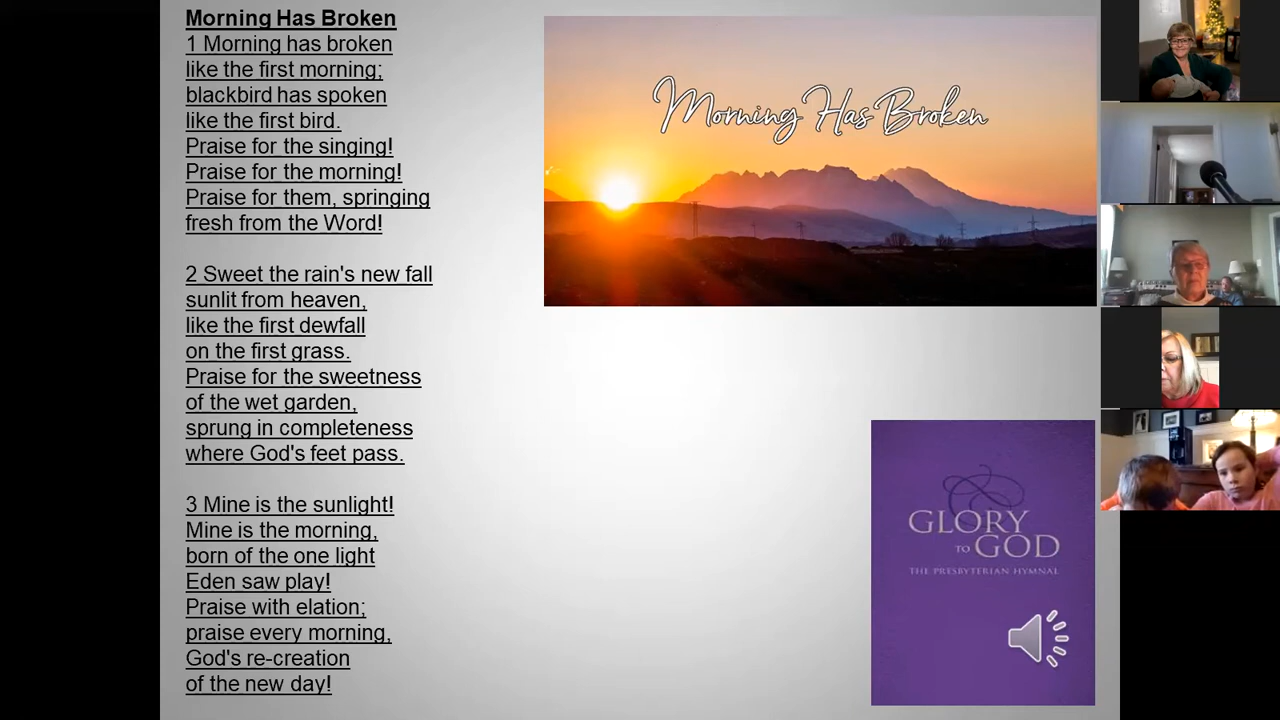 Morning Has Broken
1 Morning has broken
like the first morning;
blackbird has spoken
like the first bird.
Praise for the singing!
Praise for the morning!
Praise for them, springing
fresh from the Word!
2 Sweet the rain's new fall
sunlit from heaven,
like the first dewfall
on the first grass.
Praise for the sweetness
of the wet garden,
sprung in completeness
where God's feet pass.
3 Mine is the sunlight!
Mine is the morning,
born of the one light
Eden saw play!
Praise with elation;
praise every morning,
God's re-creation
of the new day!
Morning Has Broken
GLORY
TO GOD
THE PRESBYTERIAN HYMNAL